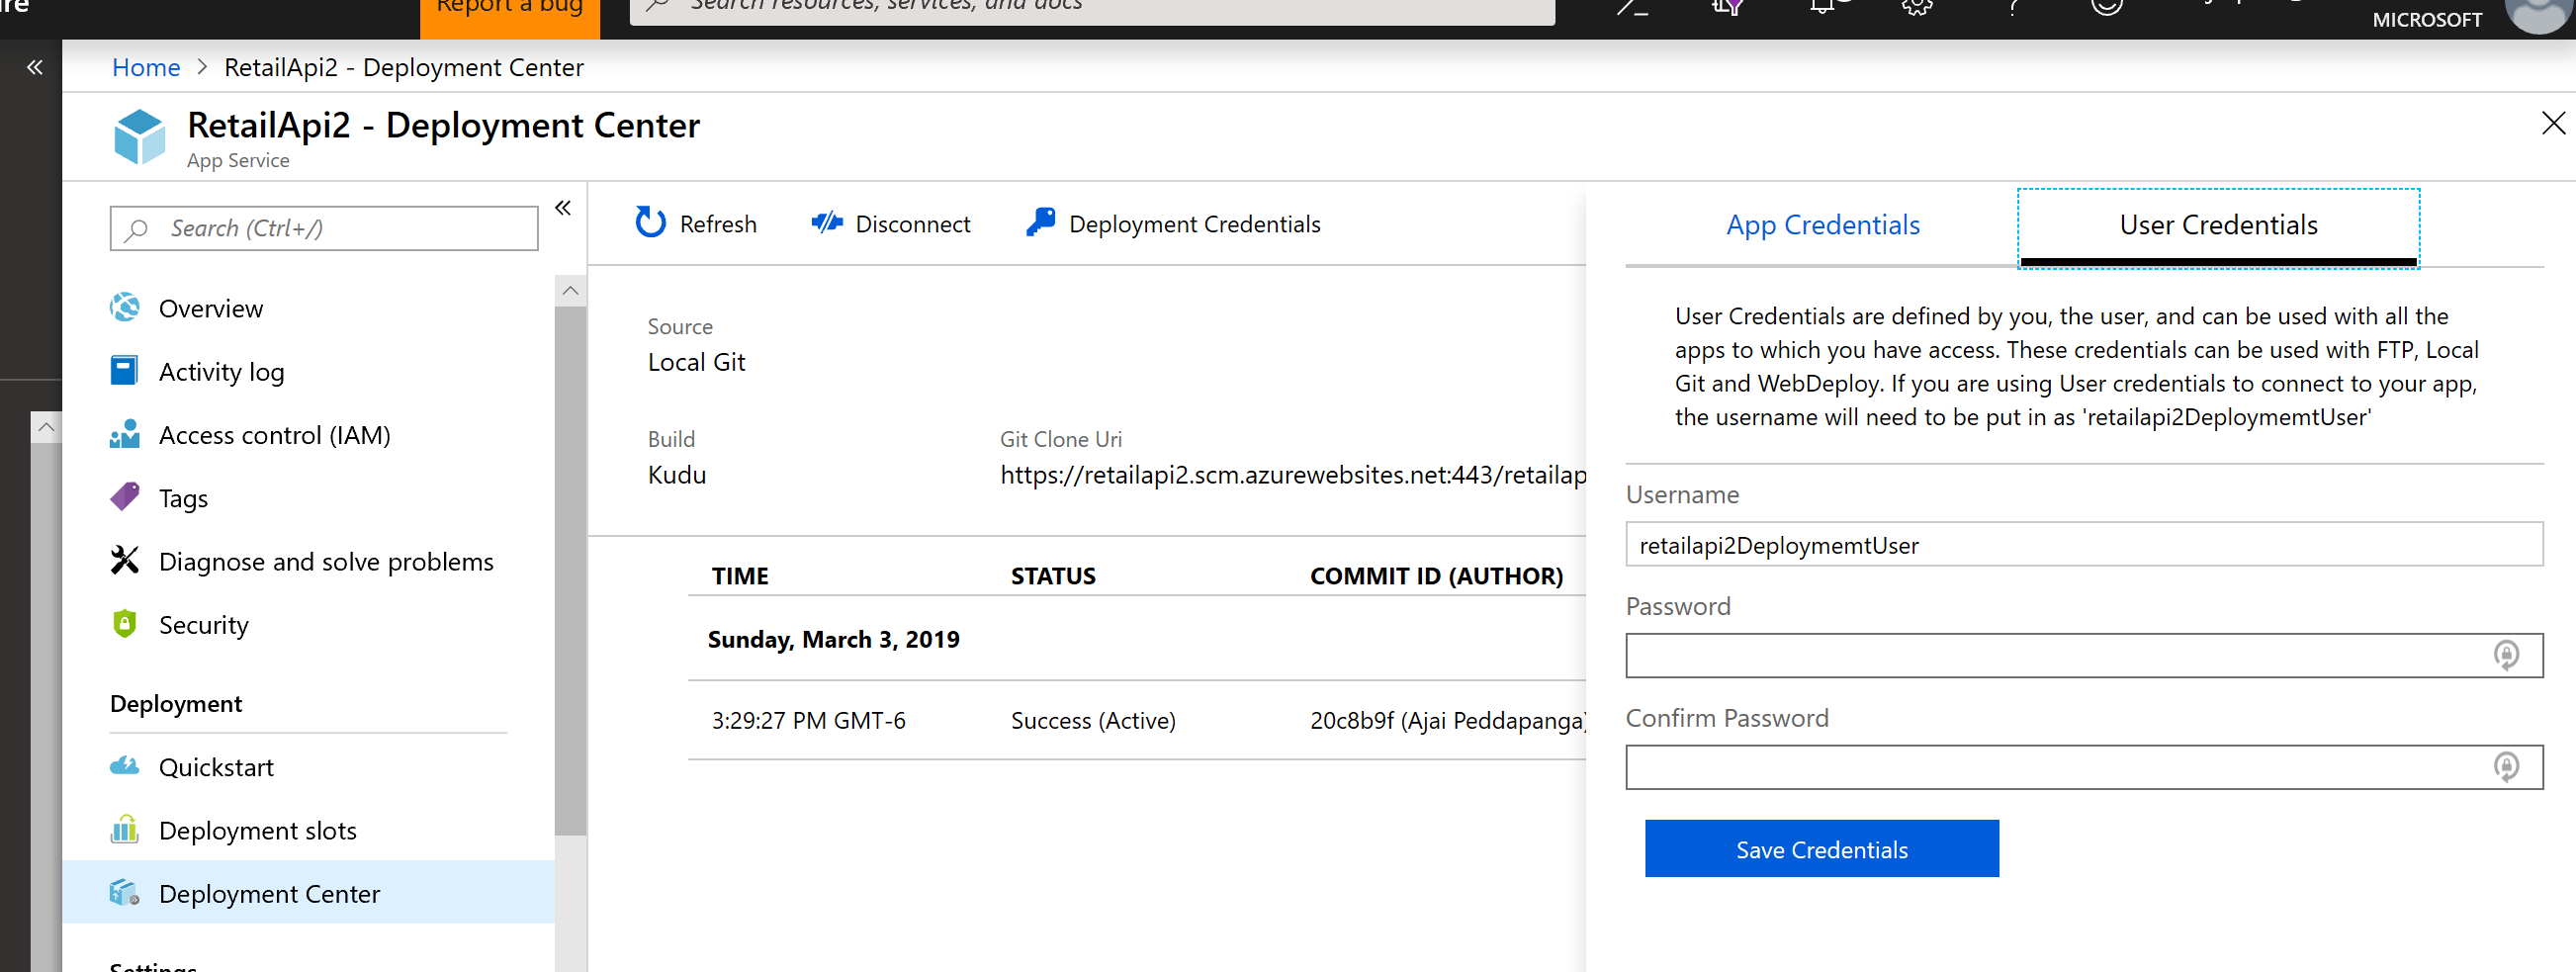 Report a bug
Search resources, services, and docs
MICROSOFT
Home > RetailApi2 - Deployment Center
RetailApi2 - Deployment Center
App Service
Search (Ctrl+/)
Overview
Activity log
Access control (IAM)
Tags
Diagnose and solve problems
Security
Deployment
Quickstart
Deployment slots
Deployment Center
Settings
Refresh
Disconnect
Deployment Credentials
Source
Local Git
Build
Kudu
Git Clone Uri
https://retailapi2.scm.azurewebsites.net:443/retailap
TIME STATUS COMMIT ID (AUTHOR)
Sunday, March 3, 2019
3:29:27 PM GMT-6 Success (Active) 20c8b9f (Ajai Peddapanga)
App Credentials
User Credentials
User Credentials are defined by you, the user, and can be used with all the
apps to which you have access. These credentials can be used with FTP, Local
Git and WebDeploy. If you are using User credentials to connect to your app,
the username will need to be put in as 'retailapi2DeploymemtUser'
Username
retailapi2DeploymemtUser
Password
Confirm Password
Save Credentials